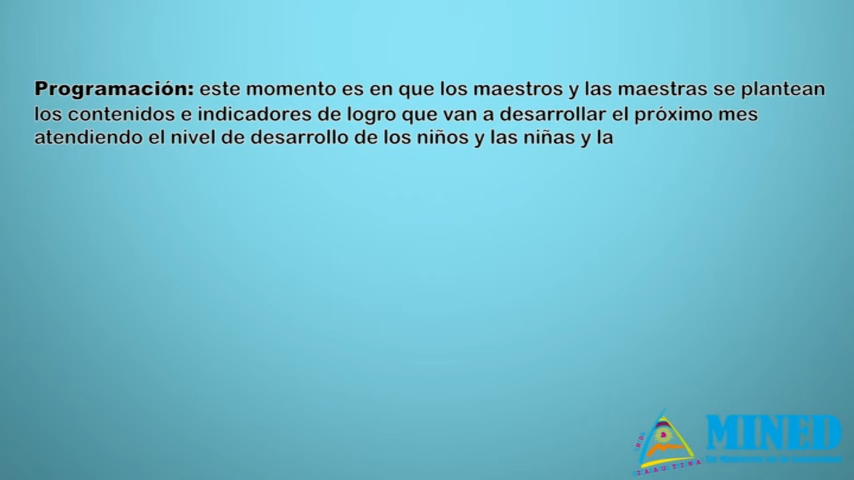 Programación: este momento es en que los maestros y las maestras se plantean
los contenidos e indicadores de logro que van a desarrollar el próximo mes
atendiendo el nivel de desarrollo de los niños y las niñas y la
MINED